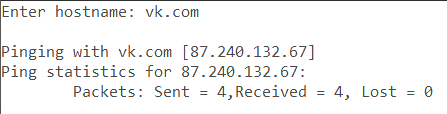 Enter hostname: vk.com
Pinging with vk.com [87.240.132.67]
Ping statistics for 87.240.132.67:
Packets: Sent = 4,Received = 4, Lost = 0